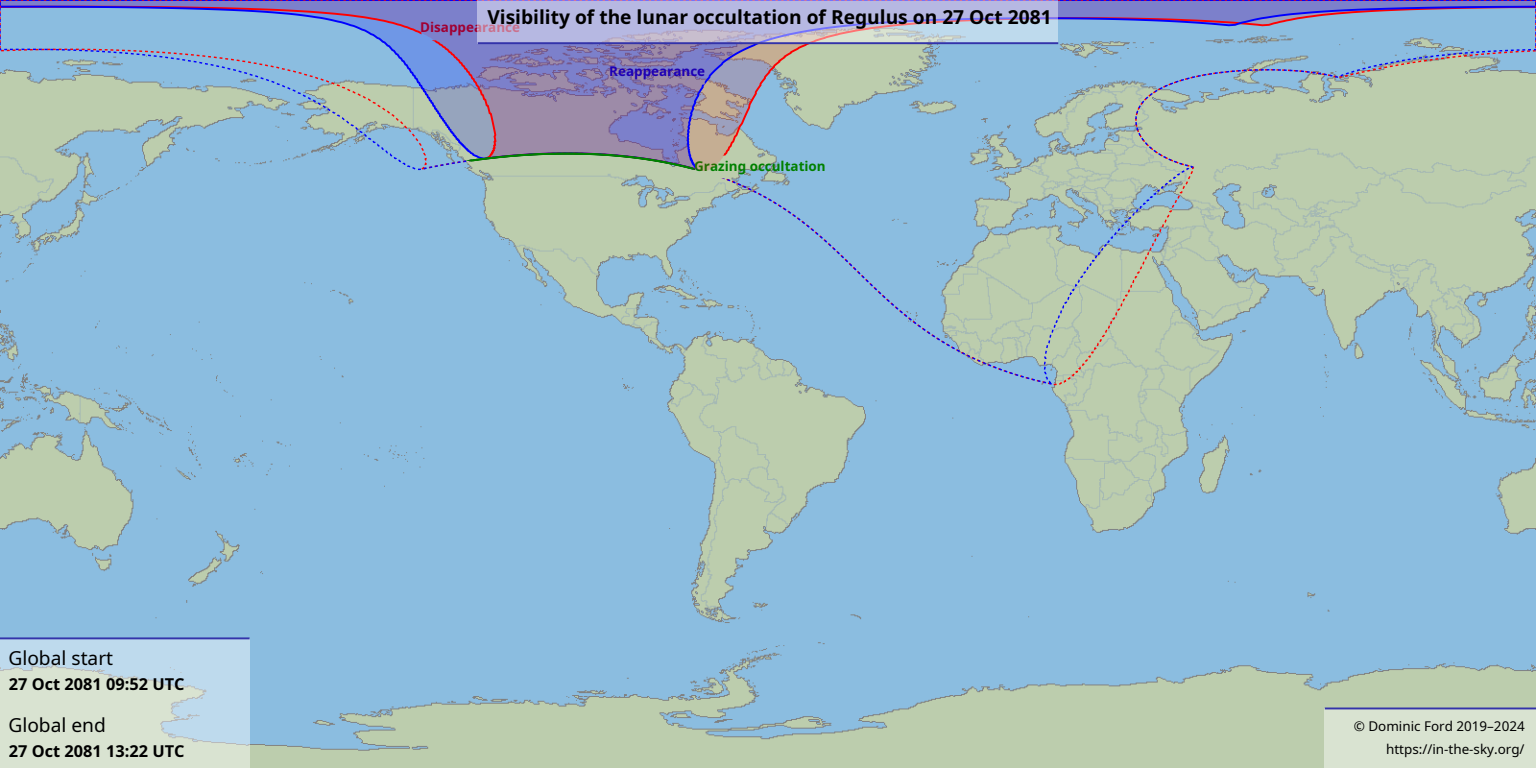 Visibility of the lunar occultation of Regulus on 27 Oct 2081
Disappearance
Reappearance
Grazing occultation
Global start
27 Oct 2081 09:52 UTC
Global end
27 Oct 2081 13:22 UTC
© Dominic Ford 2019–2024
https://in-the-sky.org/